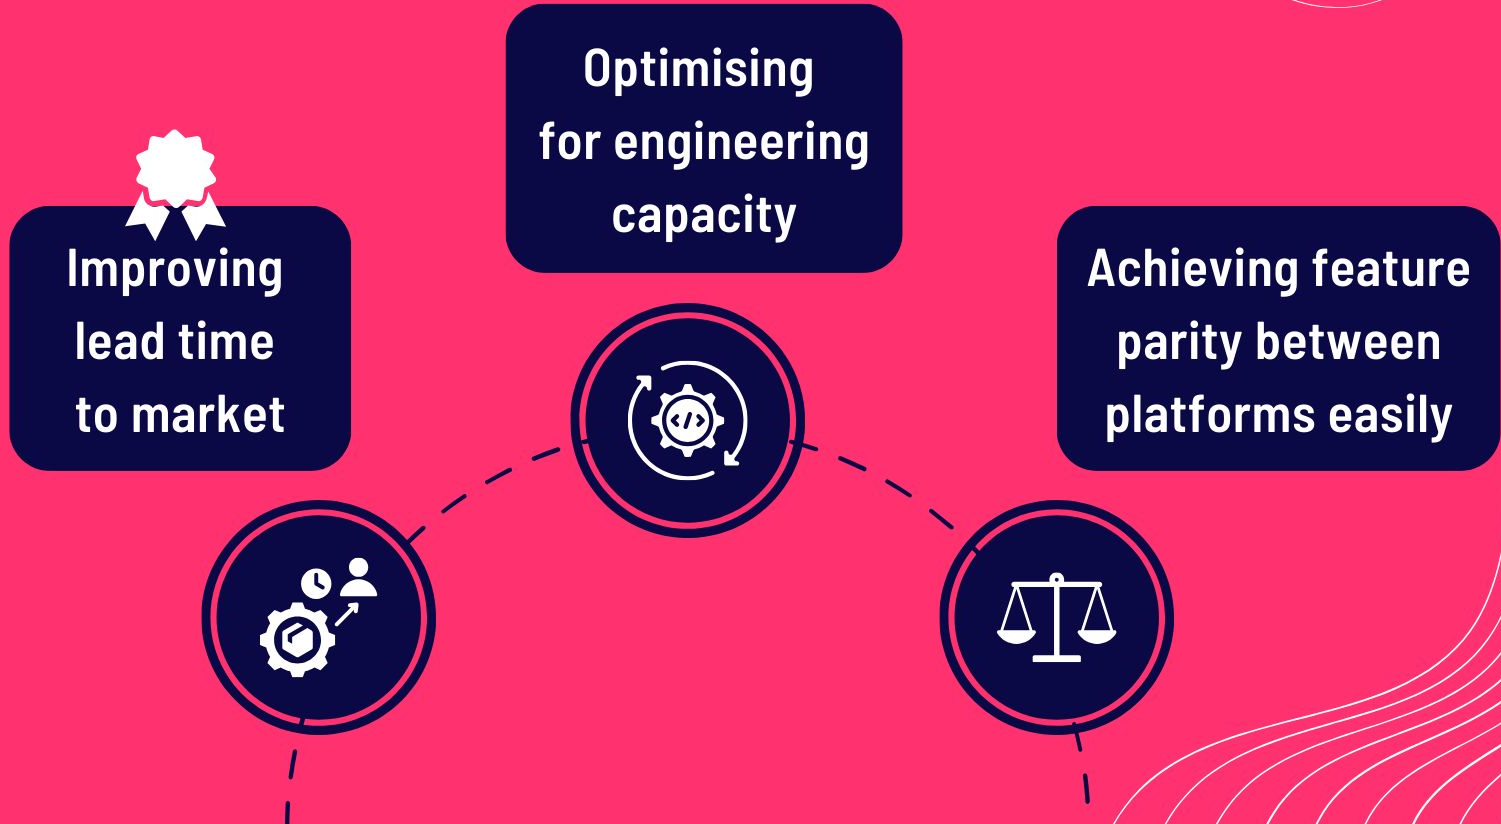 Improving
lead time
to market
Optimising
for engineering
capacity
Achieving feature
parity between
platforms easily